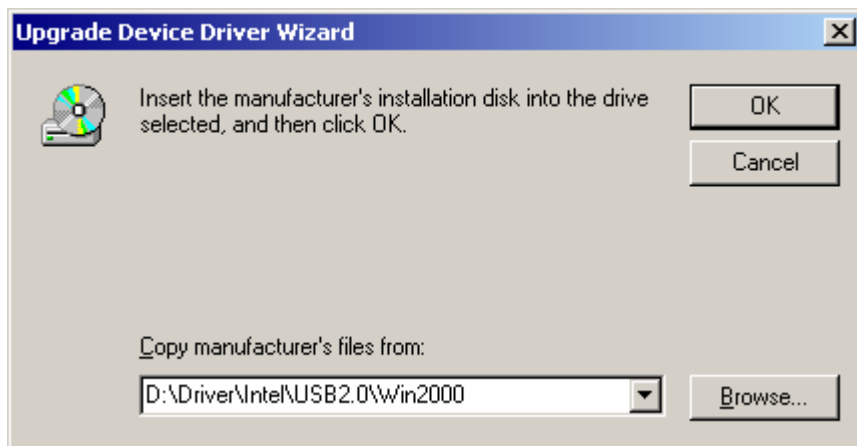 Upgrade Device Driver Wizard
Insert the manufacturer's installation disk into the drive
selected, and then click OK.
OK
Cancel
Copy manufacturer's files from:
D:\Driver\Intel\USB2.0\Win2000
Browse...